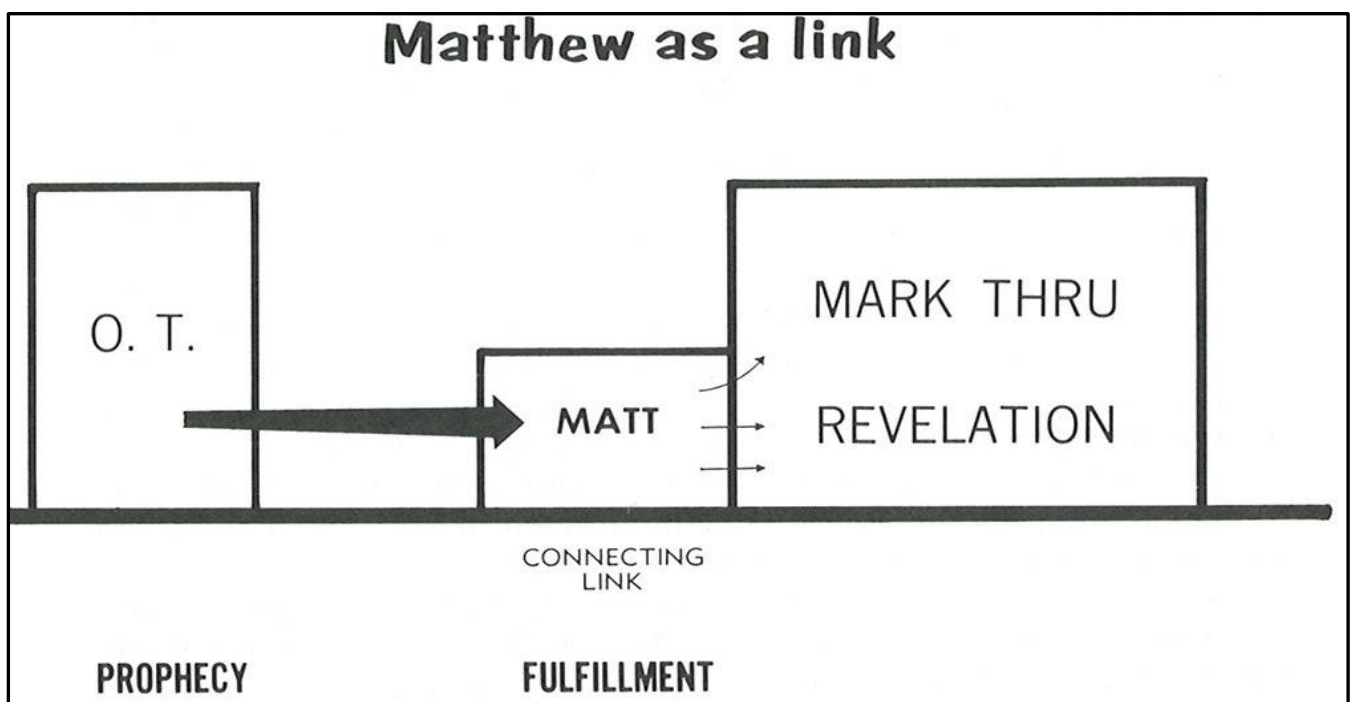 Matthew as a link
O. T.
MATT
MARK THRU
REVELATION
CONNECTING
LINK
PROPHECY
FULFILLMENT